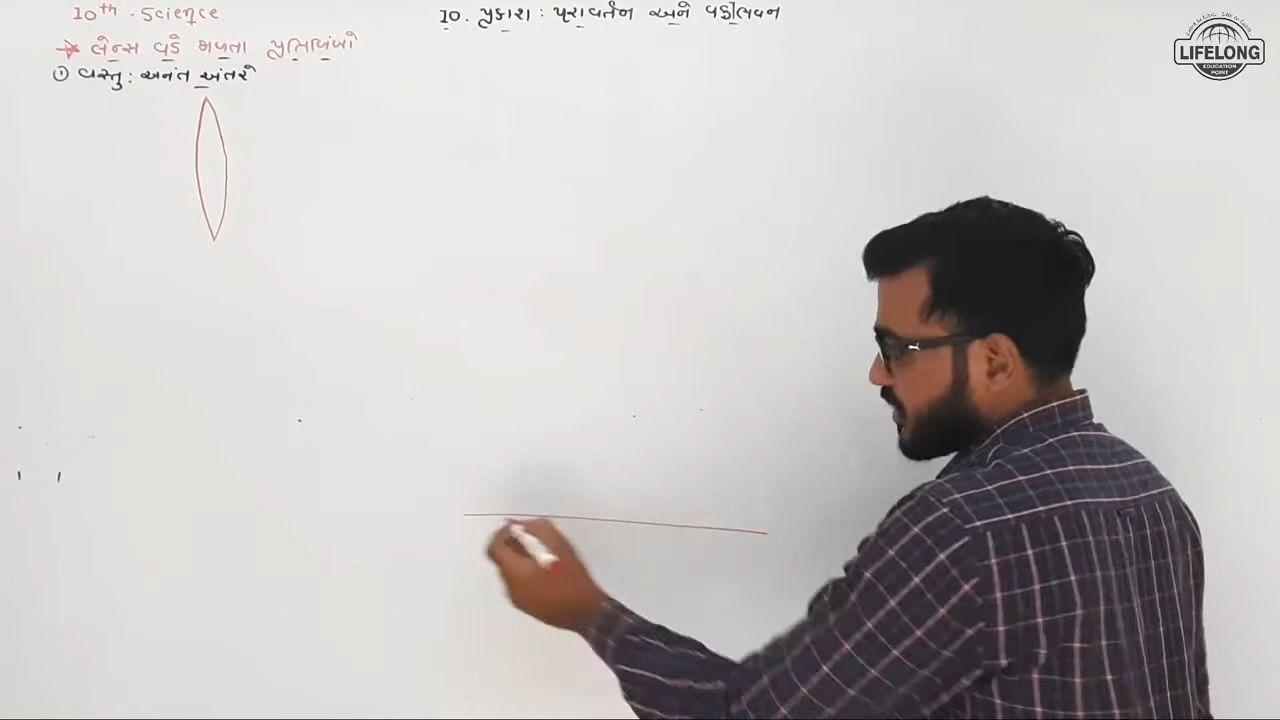 10th - Science
10. પ્રકાશ : પરાવર્તન અને વક્રીભવન
લેન્સ વડે મળતા પ્રતિબિંબો
① વસ્તુ : અનંત અંતરે
LIFELONG
EDUCATION
POINT